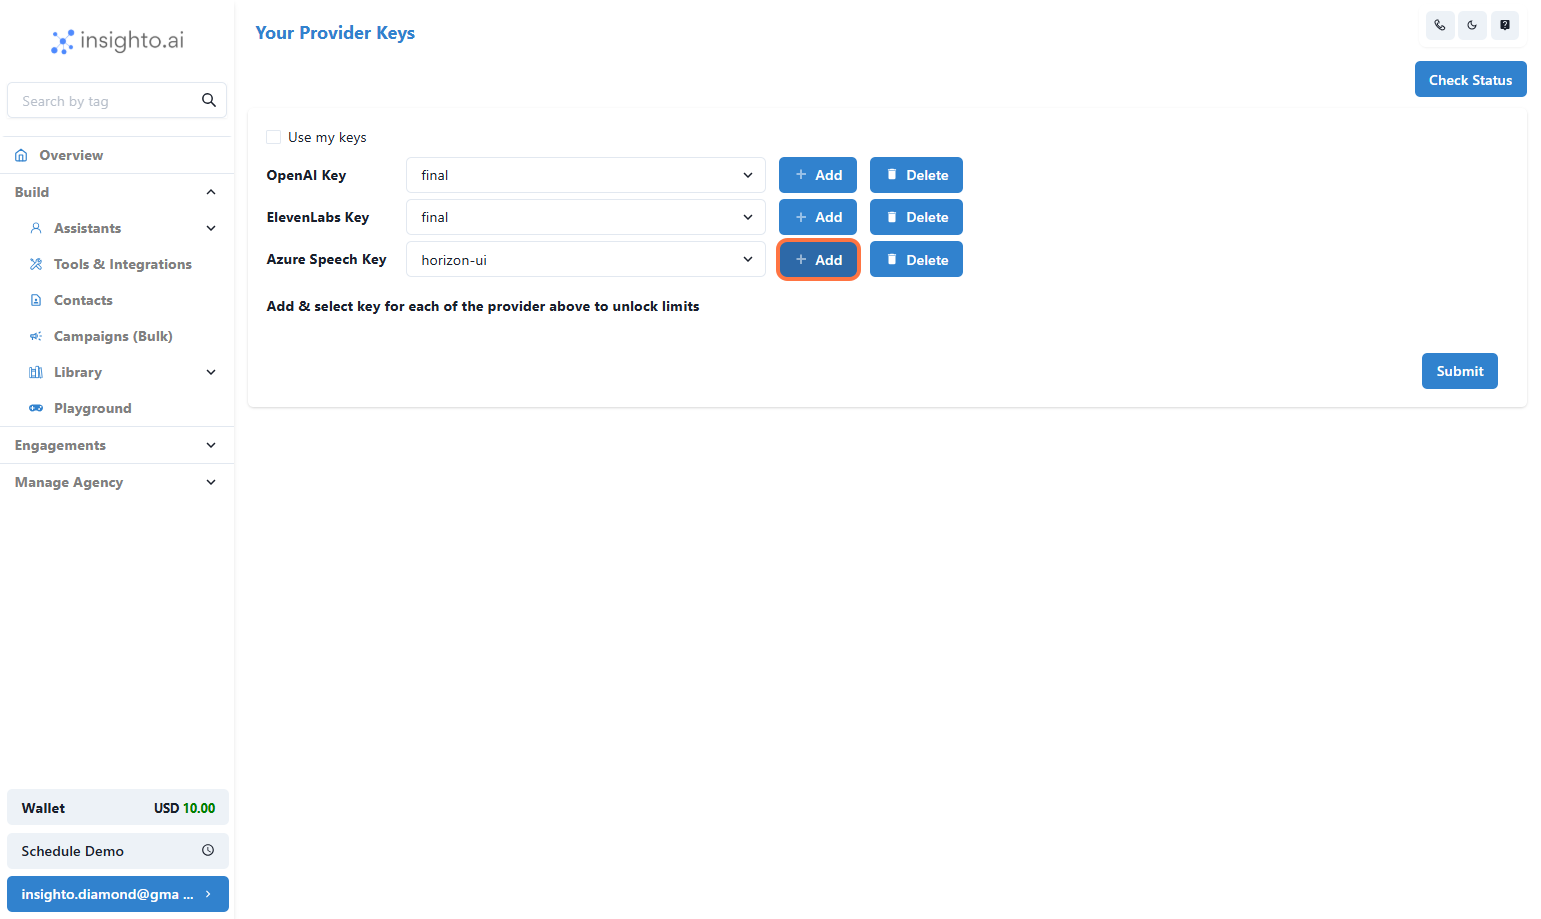 insighto.ai
Search by tag
Overview
Build
Assistants
Tools & Integrations
Contacts
Campaigns (Bulk)
Library
Playground
Engagements
Manage Agency
Wallet USD 10.00
Schedule Demo
insighto.diamond@gma ...
Your Provider Keys
Check Status
Use my keys
OpenAI Key final + Add Delete
ElevenLabs Key final + Add Delete
Azure Speech Key horizon-ui + Add Delete
Add & select key for each of the provider above to unlock limits
Submit